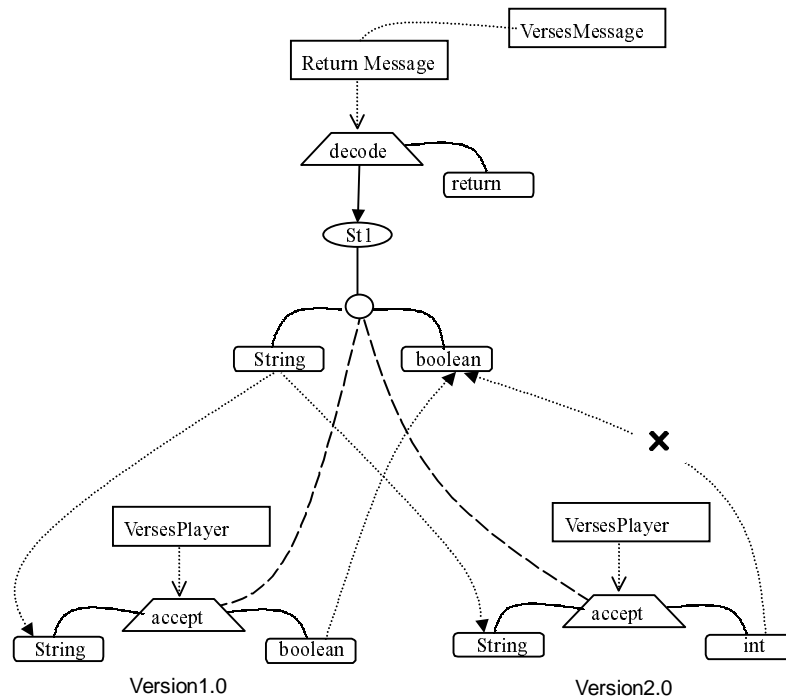 VersesMessage
Return Message
decode
return
St1
String
boolean
VersesPlayer
VersesPlayer
accept
accept
String
boolean
String
int
Version1.0
Version2.0